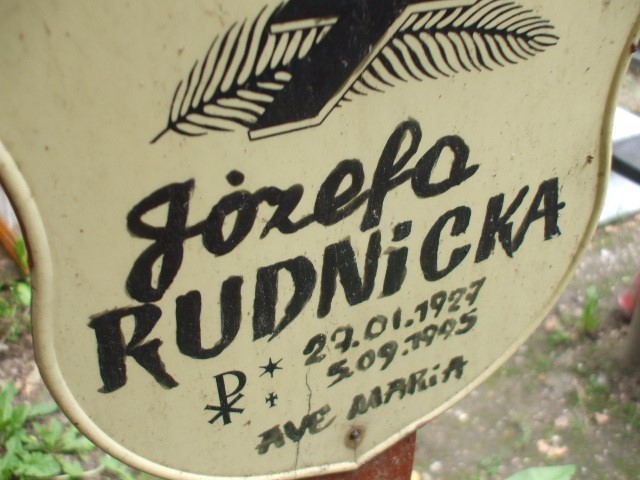 Józefa
RUDNiCKA
* 27.01.1927
+ 5.09.1995
AVE MARiA